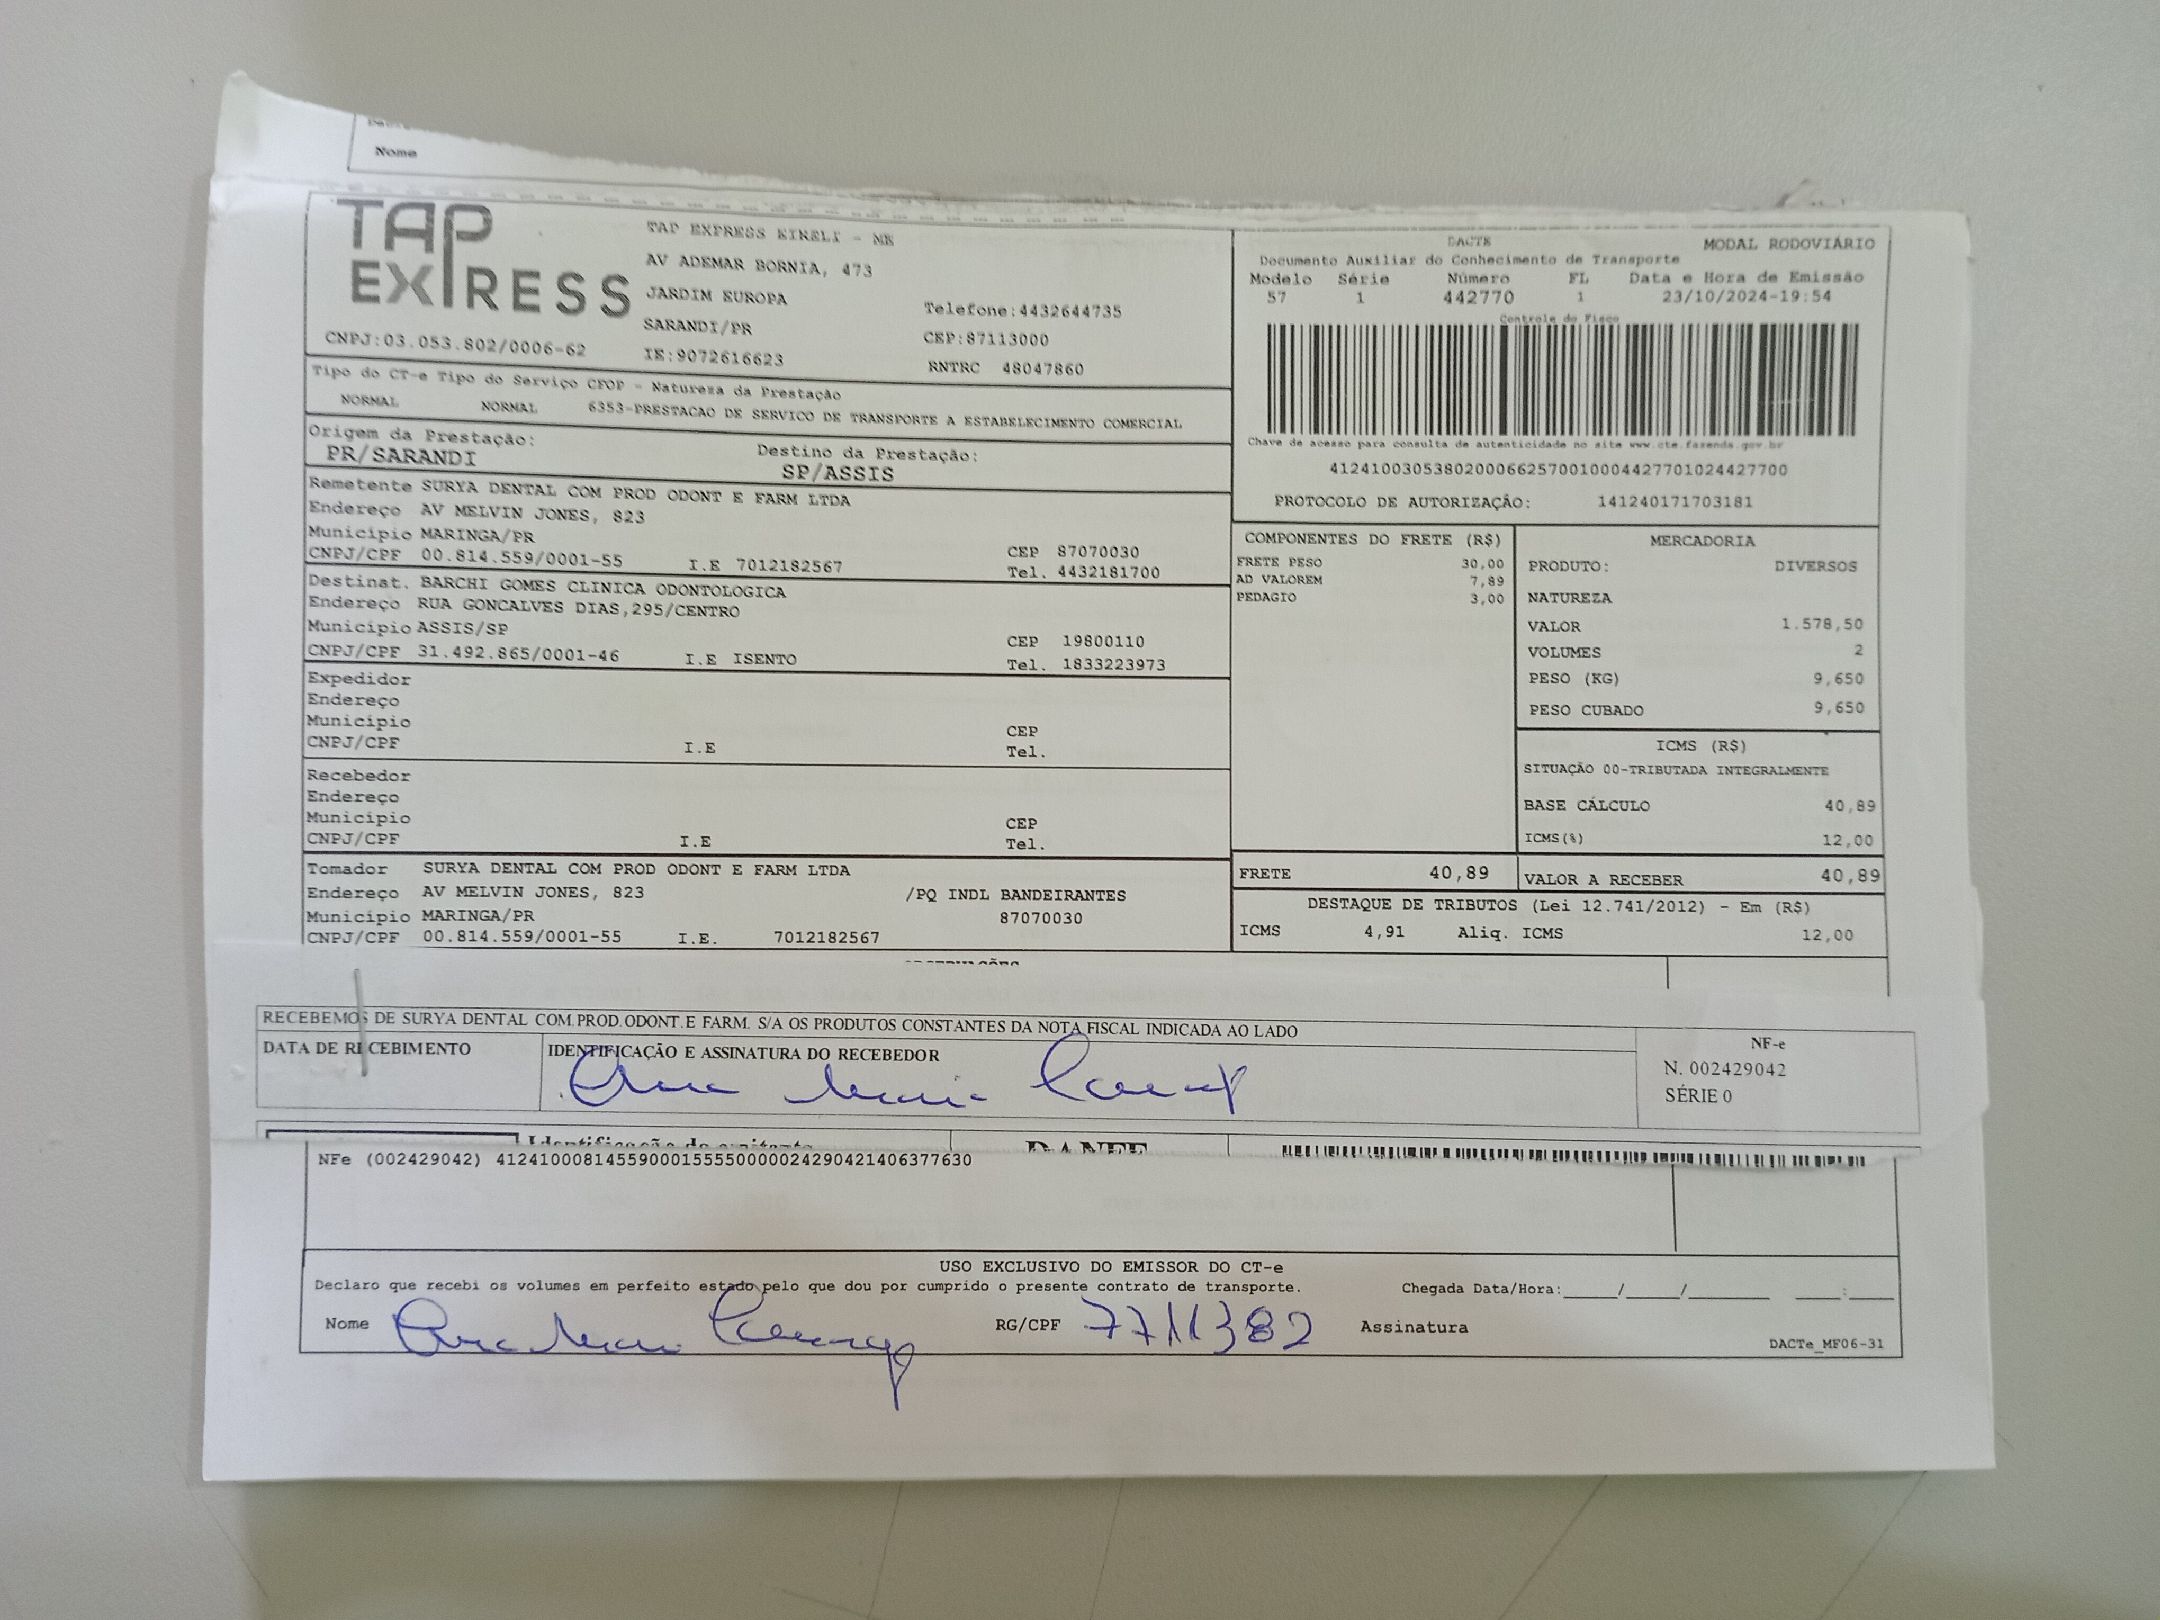 Nome
TAP EXPRESS
TAP EXPRESS EIRELI - ME
AV ADEMAR BORNIA, 473
JARDIM EUROPA
SARANDI/PR
IE:9072616623
Telefone:4432644735
CEP:87113000
RNTRC 48047860
CNPJ:03.053.802/0006-62
DACTE
MODAL RODOVIÁRIO
Documento Auxiliar do Conhecimento de Transporte
Modelo Série Número FL Data e Hora de Emissão
57 1 442770 1 23/10/2024-19:54
Controle do Fisco
Chave de acesso para consulta de autenticidade no site www.cte.fazenda.gov.br
41241003053802000662570010004427701024427700
PROTOCOLO DE AUTORIZAÇÃO: 141240171703181
Tipo do CT-e Tipo do Serviço CFOP - Natureza da Prestação
NORMAL NORMAL 6353-PRESTACAO DE SERVICO DE TRANSPORTE A ESTABELECIMENTO COMERCIAL
Origem da Prestação: Destino da Prestação:
PR/SARANDI SP/ASSIS
Remetente SURYA DENTAL COM PROD ODONT E FARM LTDA
Endereço AV MELVIN JONES, 823
Município MARINGA/PR CEP 87070030
CNPJ/CPF 00.814.559/0001-55 I.E 7012182567 Tel. 4432181700
Destinat. BARCHI GOMES CLINICA ODONTOLOGICA
Endereço RUA GONCALVES DIAS,295/CENTRO
Município ASSIS/SP CEP 19800110
CNPJ/CPF 31.492.865/0001-46 I.E ISENTO Tel. 1833223973
Expedidor
Endereço
Município CEP
CNPJ/CPF I.E Tel.
Recebedor
Endereço
Município CEP
CNPJ/CPF I.E Tel.
Tomador SURYA DENTAL COM PROD ODONT E FARM LTDA
Endereço AV MELVIN JONES, 823 /PQ INDL BANDEIRANTES
Município MARINGA/PR 87070030
CNPJ/CPF 00.814.559/0001-55 I.E. 7012182567
COMPONENTES DO FRETE (R$)
FRETE PESO 30,00
AD VALOREM 7,89
PEDAGIO 3,00
MERCADORIA
PRODUTO: DIVERSOS
NATUREZA
VALOR 1.578,50
VOLUMES 2
PESO (KG) 9,650
PESO CUBADO 9,650
ICMS (R$)
SITUAÇÃO 00-TRIBUTADA INTEGRALMENTE
BASE CÁLCULO 40,89
ICMS(%) 12,00
FRETE 40,89 VALOR A RECEBER 40,89
DESTAQUE DE TRIBUTOS (Lei 12.741/2012) - Em (R$)
ICMS 4,91 Aliq. ICMS 12,00
RECEBEMOS DE SURYA DENTAL COM.PROD.ODONT.E FARM. S/A OS PRODUTOS CONSTANTES DA NOTA FISCAL INDICADA AO LADO
DATA DE RECEBIMENTO
IDENTIFICAÇÃO E ASSINATURA DO RECEBEDOR
NF-e
N. 002429042
SÉRIE 0
Identificação do emitente
DANFE
NFe (002429042) 41241000814559000155550000024290421406377630
USO EXCLUSIVO DO EMISSOR DO CT-e
Declaro que recebi os volumes em perfeito estado pelo que dou por cumprido o presente contrato de transporte. Chegada Data/Hora:_____/_____/_______ ____:____
Nome RG/CPF 7711382 Assinatura
DACTe_MF06-31